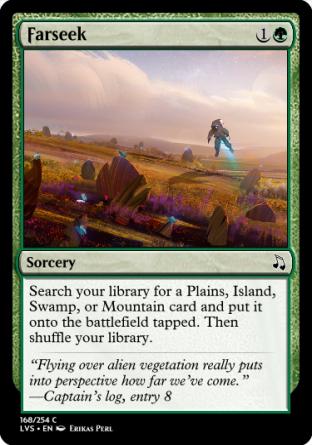 Farseek 1
Sorcery
Search your library for a Plains, Island,
Swamp, or Mountain card and put it
onto the battlefield tapped. Then
shuffle your library.
“Flying over alien vegetation really puts
into perspective how far we’ve come.”
—Captain’s log, entry 8
168/254 C
LVS • EN Erikas Perl